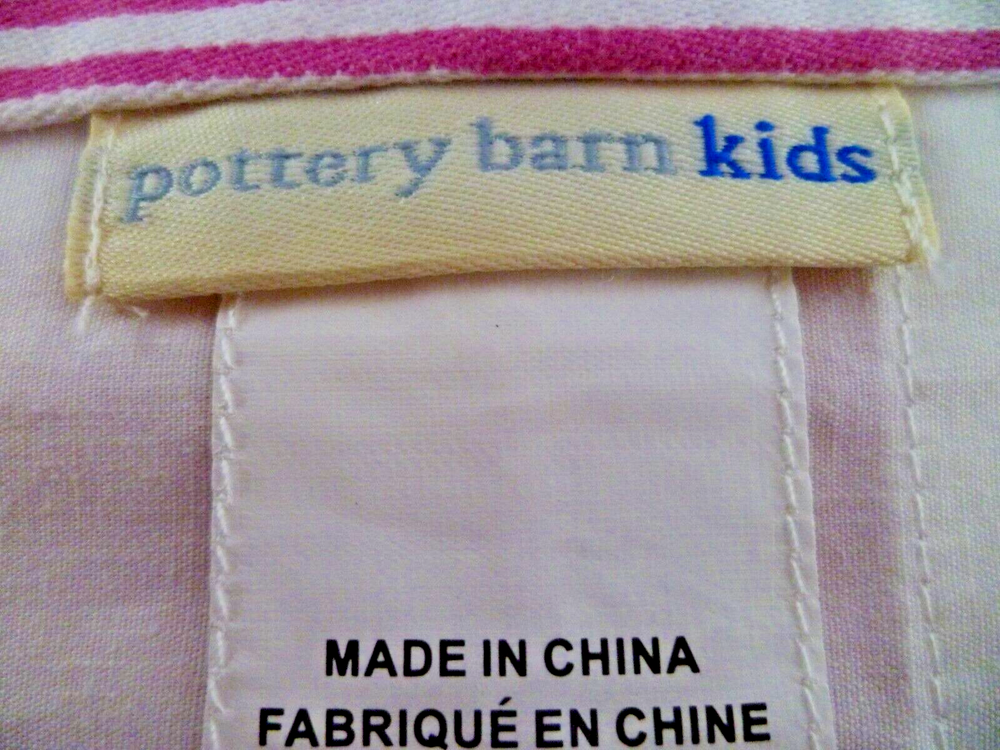 pottery barn kids
MADE IN CHINA
FABRIQUÉ EN CHINE